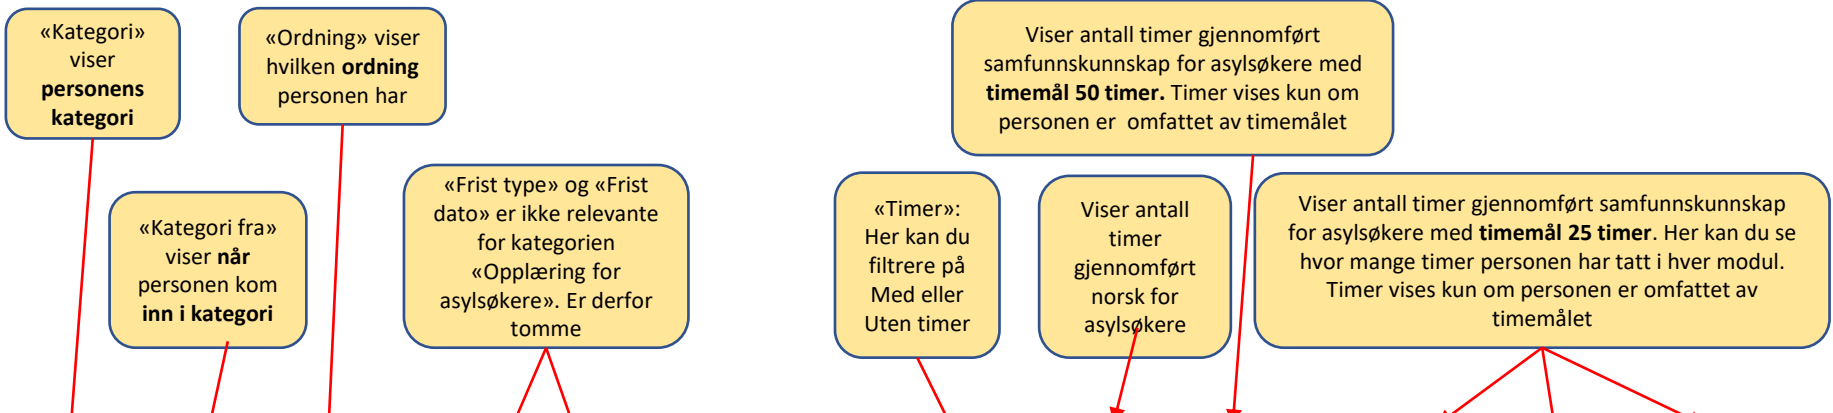 «Kategori»
viser
personens
kategori
«Ordning» viser
hvilken ordning
personen har
«Kategori fra»
viser når
personen kom
inn i kategori
«Frist type» og «Frist
dato» er ikke relevante
for kategorien
«Opplæring for
asylsøkere». Er derfor
tomme
Viser antall timer gjennomført
samfunnskunnskap for asylsøkere med
timemål 50 timer. Timer vises kun om
personen er omfattet av timemålet
«Timer»:
Her kan du
filtrere på
Med eller
Uten timer
Viser antall
timer
gjennomført
norsk for
asylsøkere
Viser antall timer gjennomført samfunnskunnskap
for asylsøkere med timemål 25 timer. Her kan du se
hvor mange timer personen har tatt i hver modul.
Timer vises kun om personen er omfattet av
timemålet